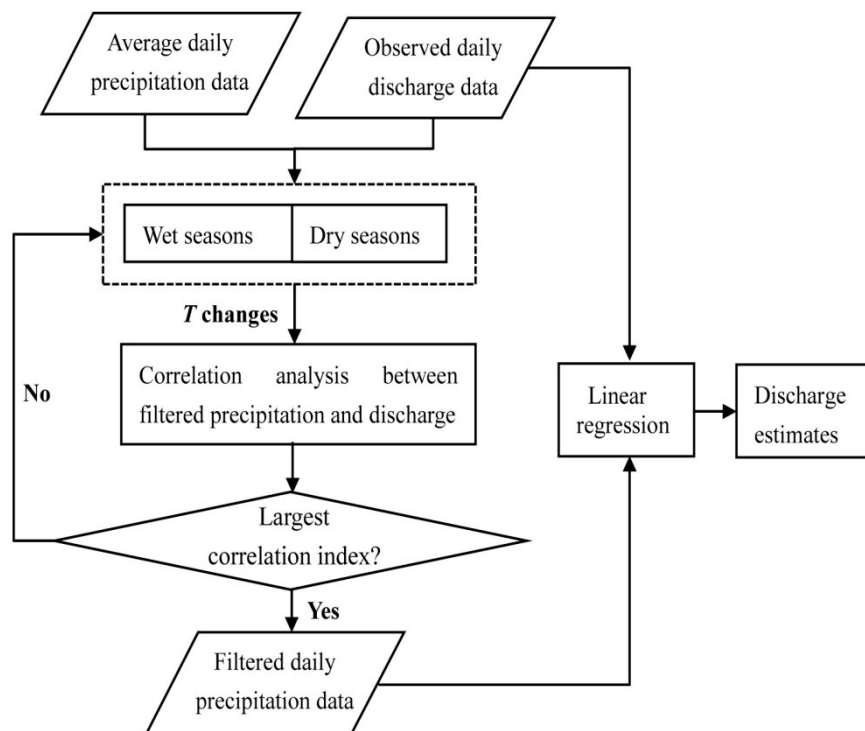 Average daily
precipitation data
Observed daily
discharge data
Wet seasons
Dry seasons
T changes
Correlation analysis between
filtered precipitation and discharge
No
Linear
regression
Discharge
estimates
Largest
correlation index?
Yes
Filtered daily
precipitation data